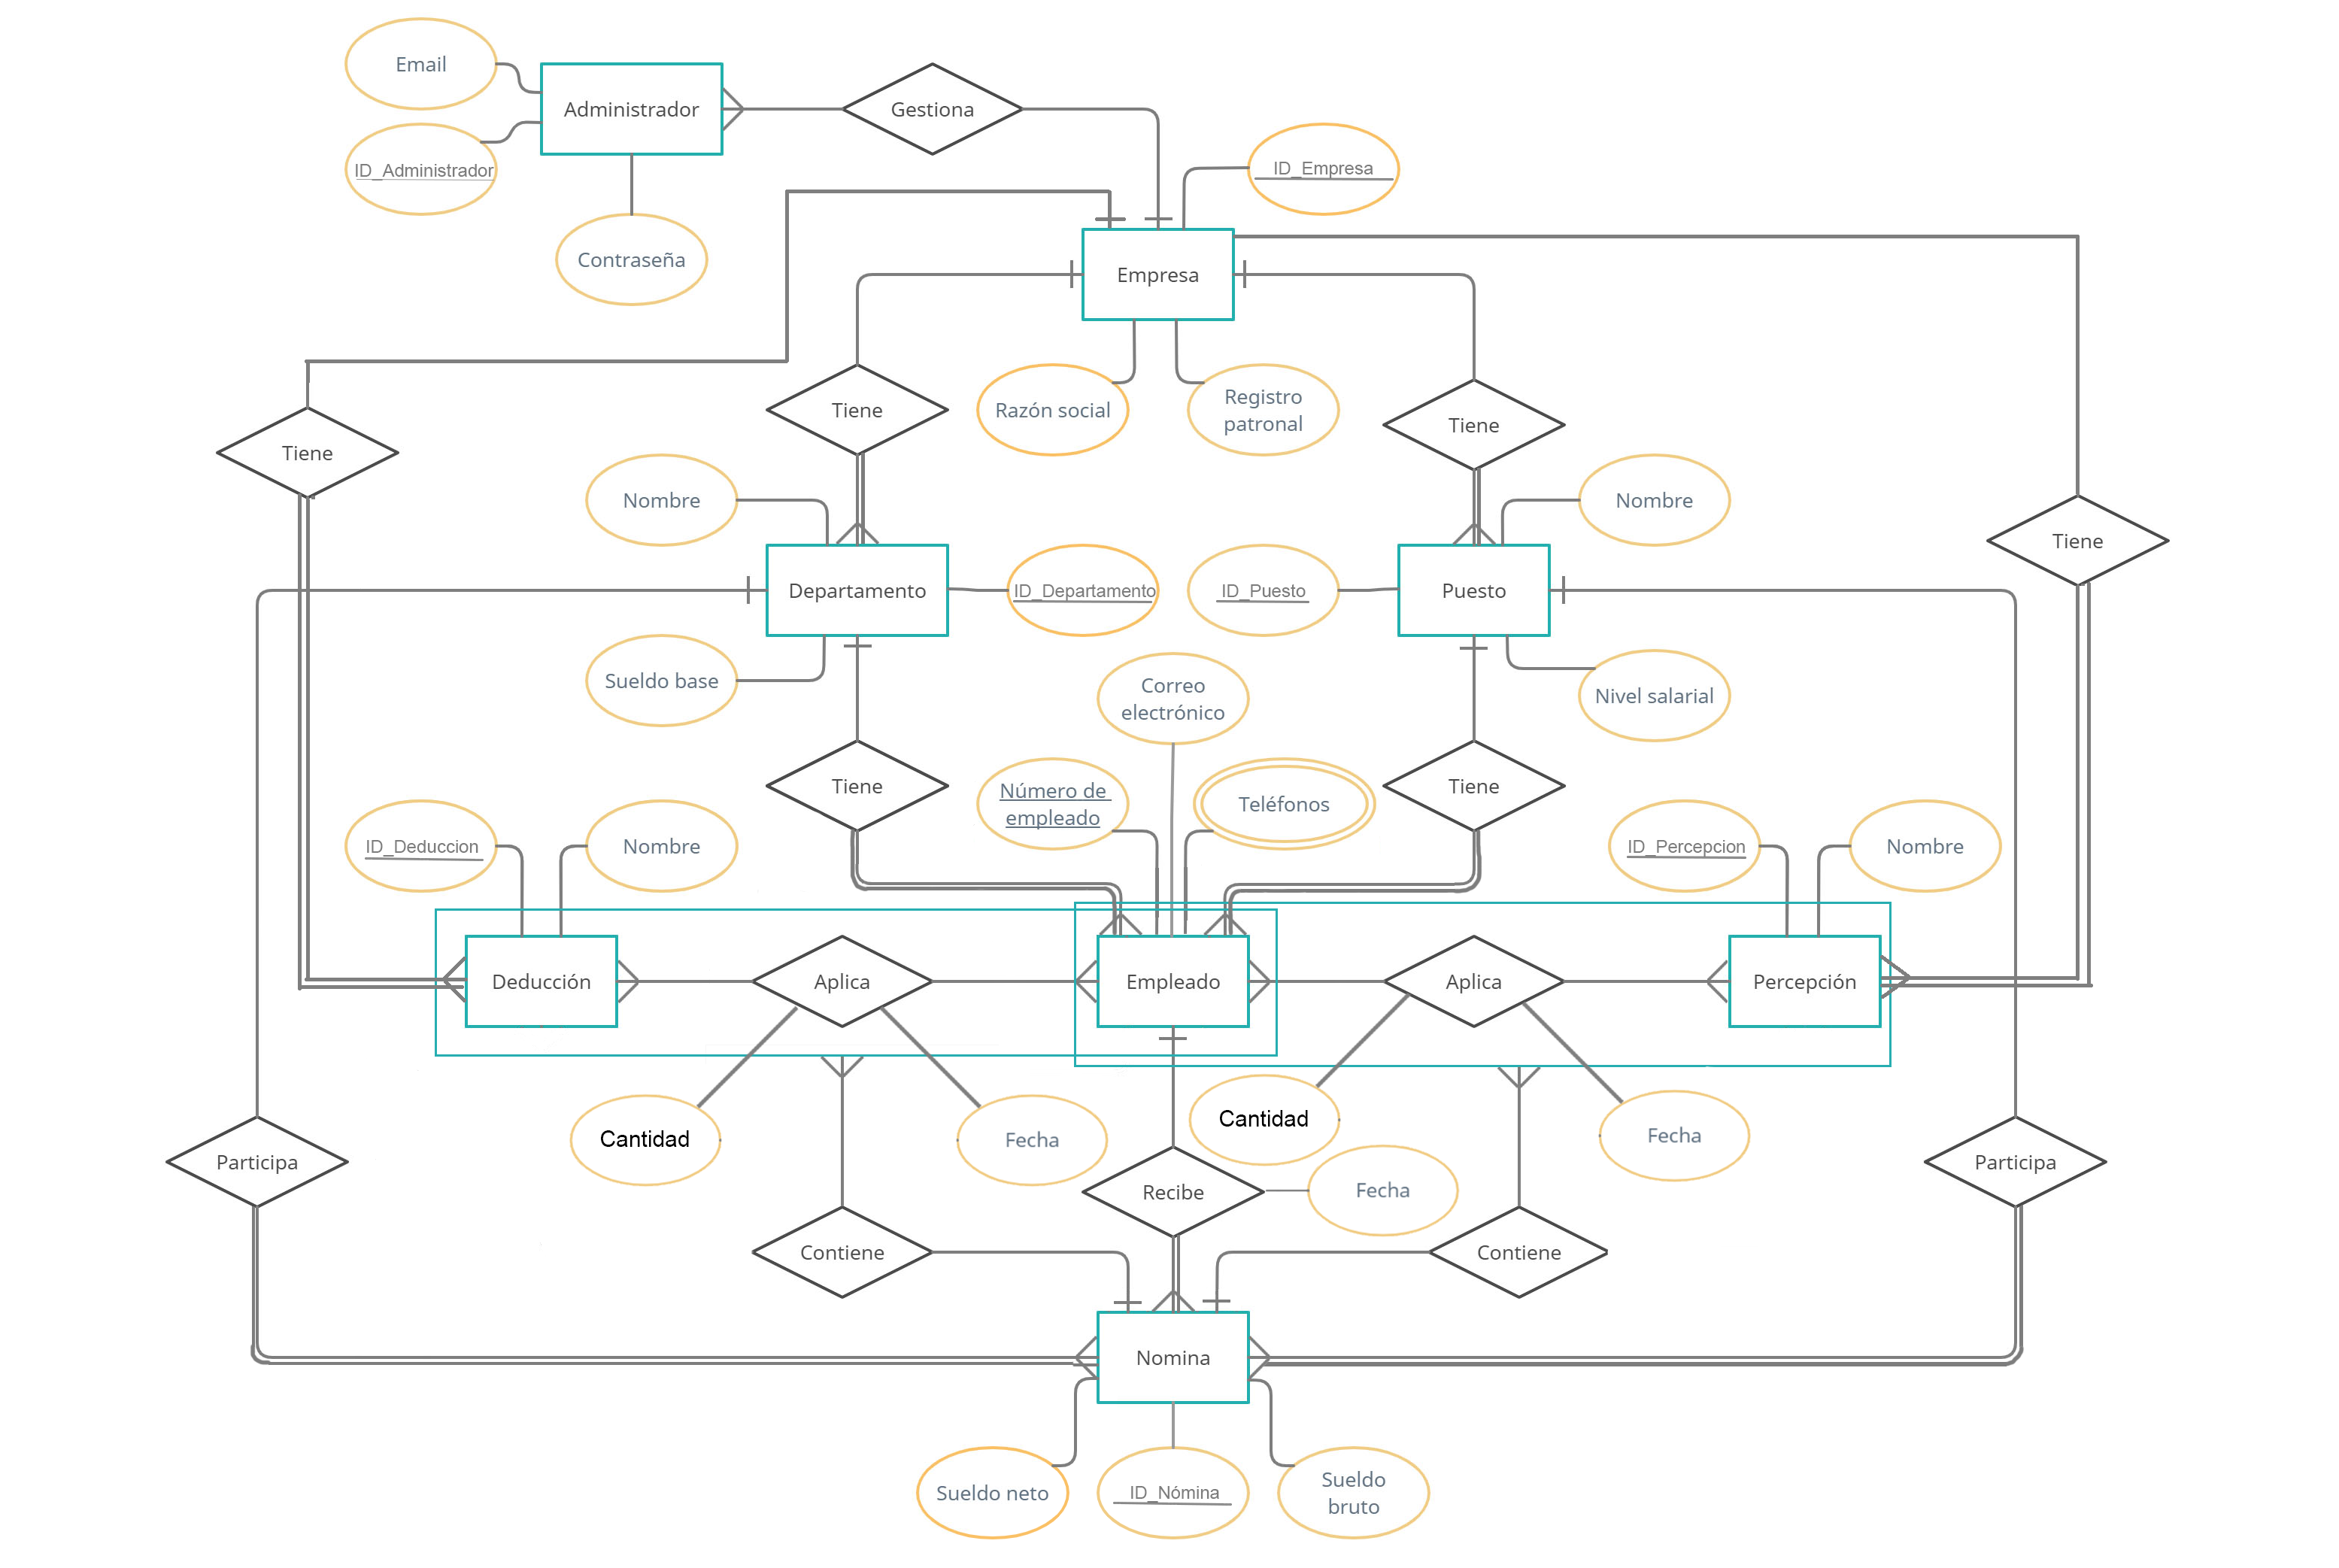 Email
Administrador
Gestiona
ID_Administrador
ID_Empresa
Contraseña
Empresa
Razón social
Registro
patronal
Tiene
Tiene
Tiene
Nombre
Nombre
Tiene
Departamento
ID_Departamento
ID_Puesto
Puesto
Sueldo base
Correo
electrónico
Nivel salarial
Tiene
Número de
empleado
Teléfonos
Tiene
ID_Deduccion
Nombre
ID_Percepcion
Nombre
Deducción
Aplica
Empleado
Aplica
Percepción
Cantidad
Fecha
Cantidad
Fecha
Participa
Recibe
Fecha
Participa
Contiene
Contiene
Nomina
Sueldo neto
ID_Nómina
Sueldo
bruto